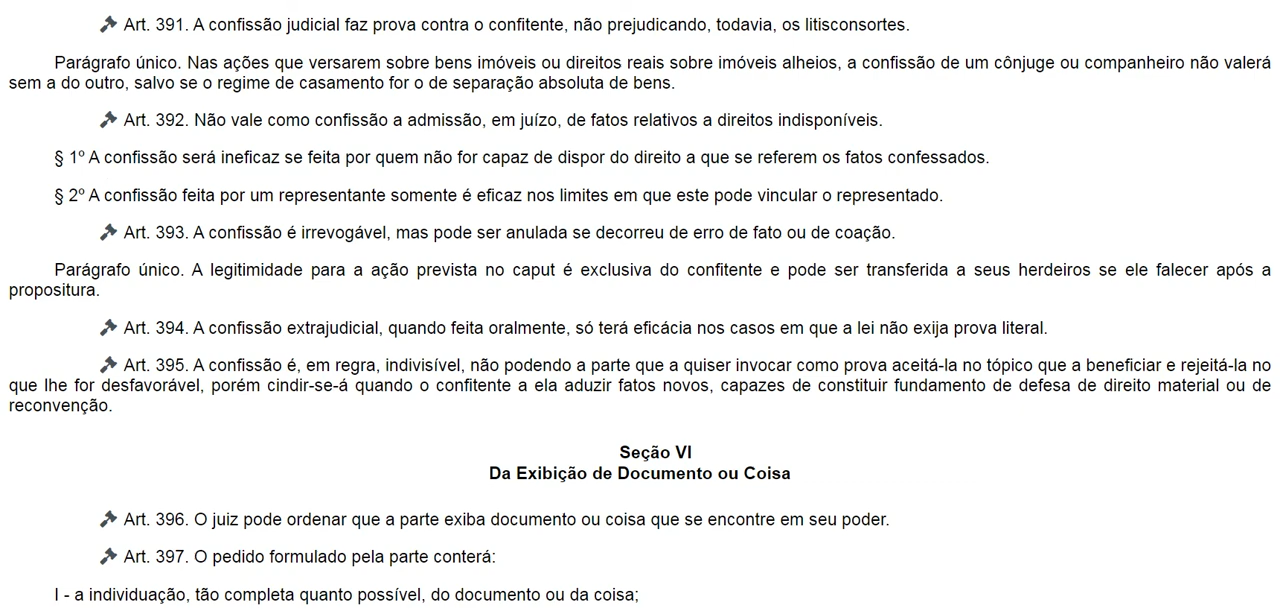 Art. 391. A confissão judicial faz prova contra o confitente, não prejudicando, todavia, os litisconsortes.
Parágrafo único. Nas ações que versarem sobre bens imóveis ou direitos reais sobre imóveis alheios, a confissão de um cônjuge ou companheiro não valerá
sem a do outro, salvo se o regime de casamento for o de separação absoluta de bens.
Art. 392. Não vale como confissão a admissão, em juízo, de fatos relativos a direitos indisponíveis.
§ 1º A confissão será ineficaz se feita por quem não for capaz de dispor do direito a que se referem os fatos confessados.
§ 2º A confissão feita por um representante somente é eficaz nos limites em que este pode vincular o representado.
Art. 393. A confissão é irrevogável, mas pode ser anulada se decorreu de erro de fato ou de coação.
Parágrafo único. A legitimidade para a ação prevista no caput é exclusiva do confitente e pode ser transferida a seus herdeiros se ele falecer após a
propositura.
Art. 394. A confissão extrajudicial, quando feita oralmente, só terá eficácia nos casos em que a lei não exija prova literal.
Art. 395. A confissão é, em regra, indivisível, não podendo a parte que a quiser invocar como prova aceitá-la no tópico que a beneficiar e rejeitá-la no
que lhe for desfavorável, porém cindir-se-á quando o confitente a ela aduzir fatos novos, capazes de constituir fundamento de defesa de direito material ou de
reconvenção.
Seção VI
Da Exibição de Documento ou Coisa
Art. 396. O juiz pode ordenar que a parte exiba documento ou coisa que se encontre em seu poder.
Art. 397. O pedido formulado pela parte conterá:
I - a individuação, tão completa quanto possível, do documento ou da coisa;